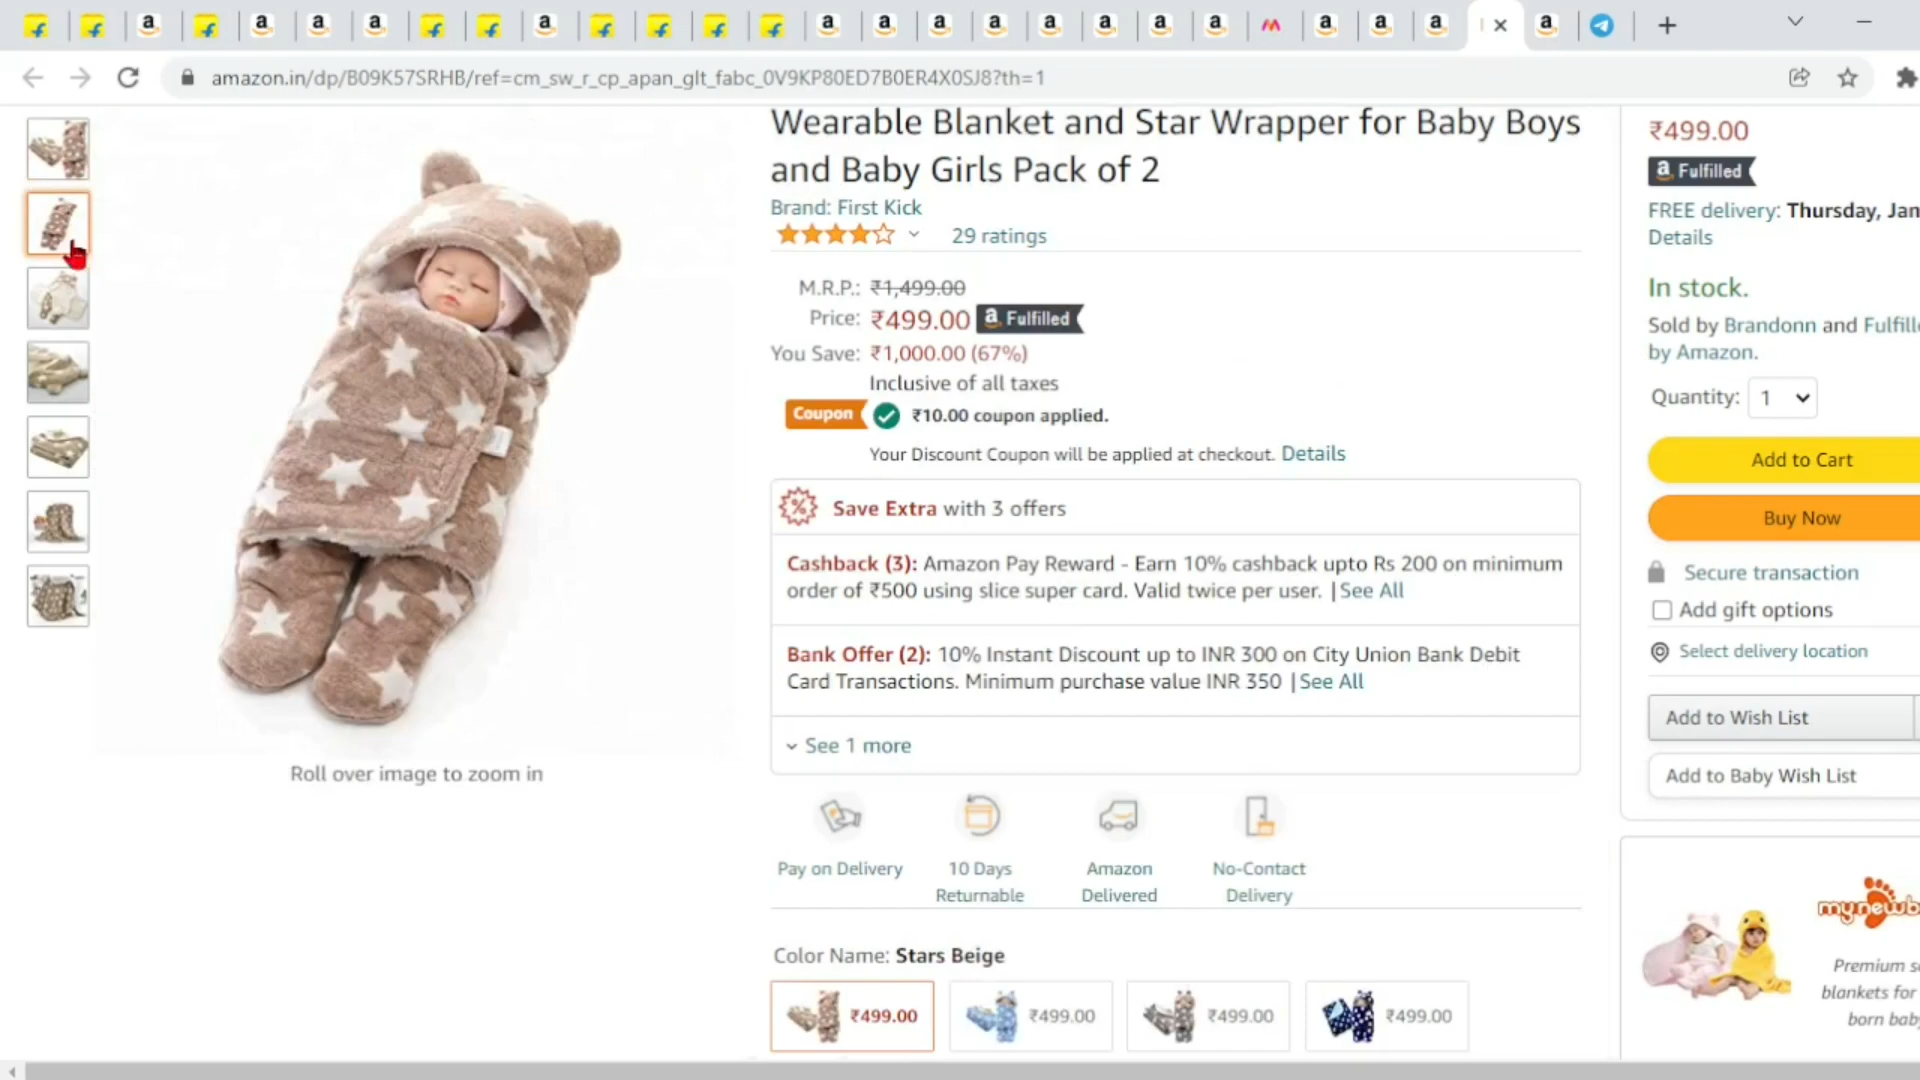 amazon.in/dp/B09K57SRHB/ref=cm_sw_r_cp_apan_glt_fabc_0V9KP80ED7B0ER4X0SJ8?th=1
Wearable Blanket and Star Wrapper for Baby Boys
and Baby Girls Pack of 2
Brand: First Kick
29 ratings
M.R.P.: ₹1,499.00
Price: ₹499.00 a Fulfilled
You Save: ₹1,000.00 (67%)
Inclusive of all taxes
Coupon ₹10.00 coupon applied.
Your Discount Coupon will be applied at checkout. Details
Save Extra with 3 offers
Cashback (3): Amazon Pay Reward - Earn 10% cashback upto Rs 200 on minimum
order of ₹500 using slice super card. Valid twice per user. | See All
Bank Offer (2): 10% Instant Discount up to INR 300 on City Union Bank Debit
Card Transactions. Minimum purchase value INR 350 | See All
See 1 more
Pay on Delivery
10 Days
Returnable
Amazon
Delivered
No-Contact
Delivery
Color Name: Stars Beige
₹499.00 ₹499.00 ₹499.00 ₹499.00
Roll over image to zoom in
₹499.00
a Fulfilled
FREE delivery: Thursday, Jan
Details
In stock.
Sold by Brandonn and Fulfille
by Amazon.
Quantity: 1
Add to Cart
Buy Now
Secure transaction
Add gift options
Select delivery location
Add to Wish List
Add to Baby Wish List
mynewb
Premium s
blankets for
born bab